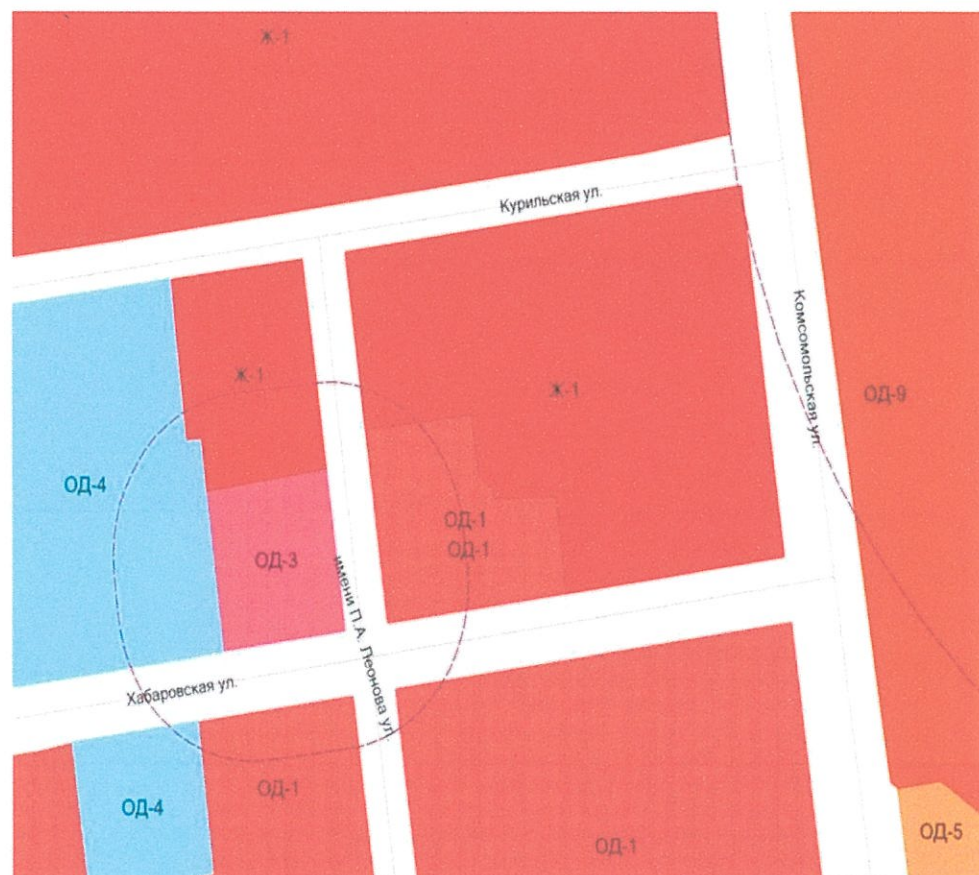 Ж-1
Курильская ул.
Комсомольская ул.
Ж-1
Ж-1
ОД-9
ОД-4
ОД-1
ОД-1
ОД-3
имени П.А. Леонова ул.
Хабаровская ул.
ОД-1
ОД-4
ОД-5
ОД-1